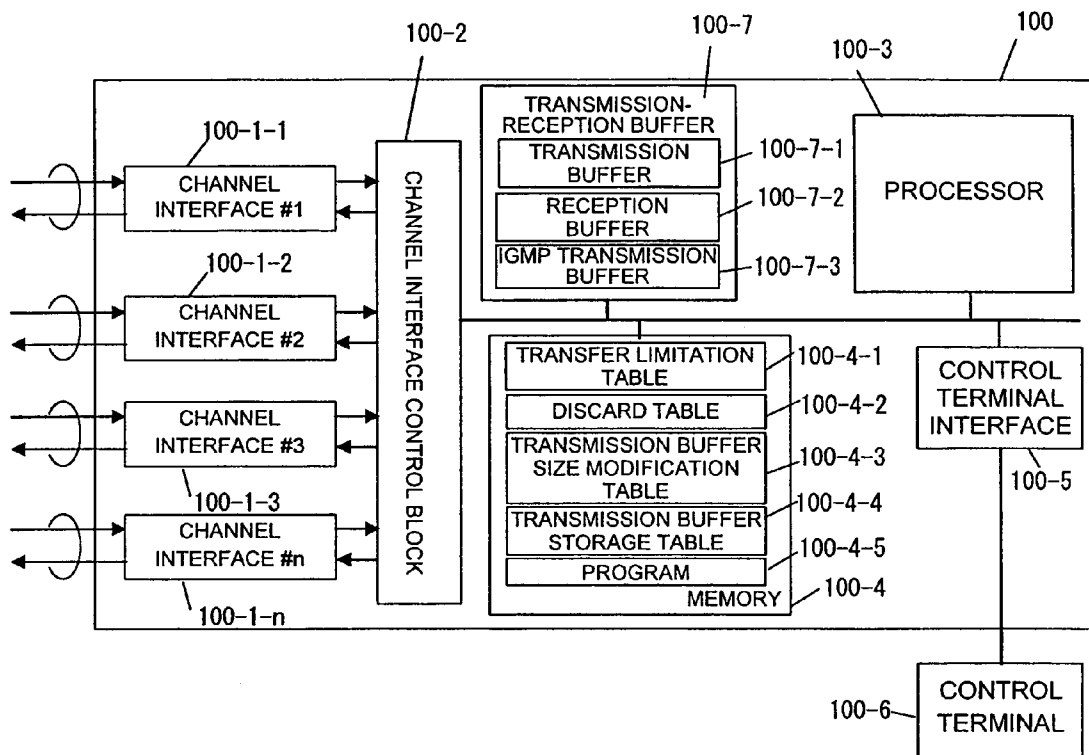 100-2
100-7
100
100-3
100-1-1
CHANNEL
INTERFACE #1
100-1-2
CHANNEL
INTERFACE #2
CHANNEL
INTERFACE #3
100-1-3
CHANNEL
INTERFACE #n
100-1-n
CHANNEL INTERFACE CONTROL BLOCK
TRANSMISSION-
RECEPTION BUFFER
TRANSMISSION
BUFFER
100-7-1
RECEPTION
BUFFER
100-7-2
IGMP TRANSMISSION
BUFFER
100-7-3
PROCESSOR
TRANSFER LIMITATION
TABLE
100-4-1
DISCARD TABLE
100-4-2
TRANSMISSION BUFFER
SIZE MODIFICATION
TABLE
100-4-3
TRANSMISSION BUFFER
STORAGE TABLE
100-4-4
PROGRAM
100-4-5
MEMORY
100-4
CONTROL
TERMINAL
INTERFACE
100-5
CONTROL
TERMINAL
100-6